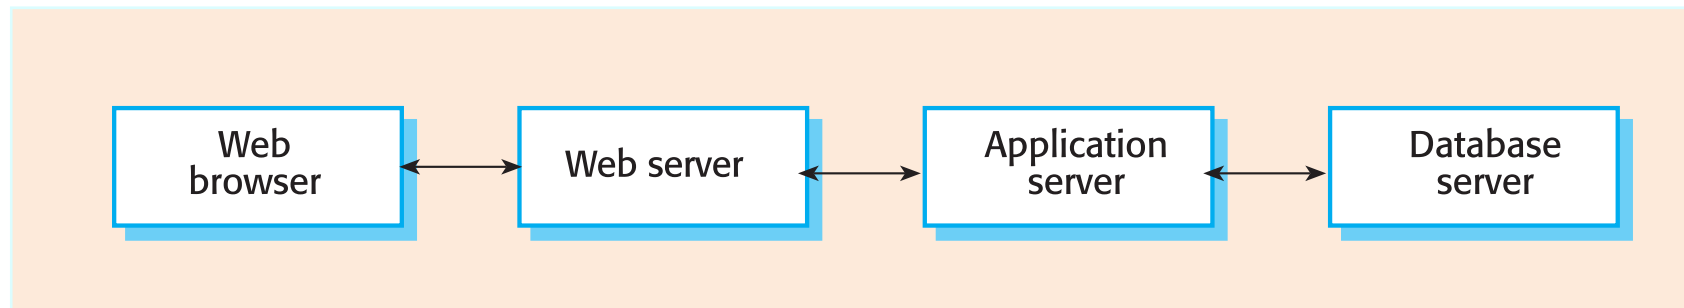 Web
browser
Web server
Application
server
Database
server